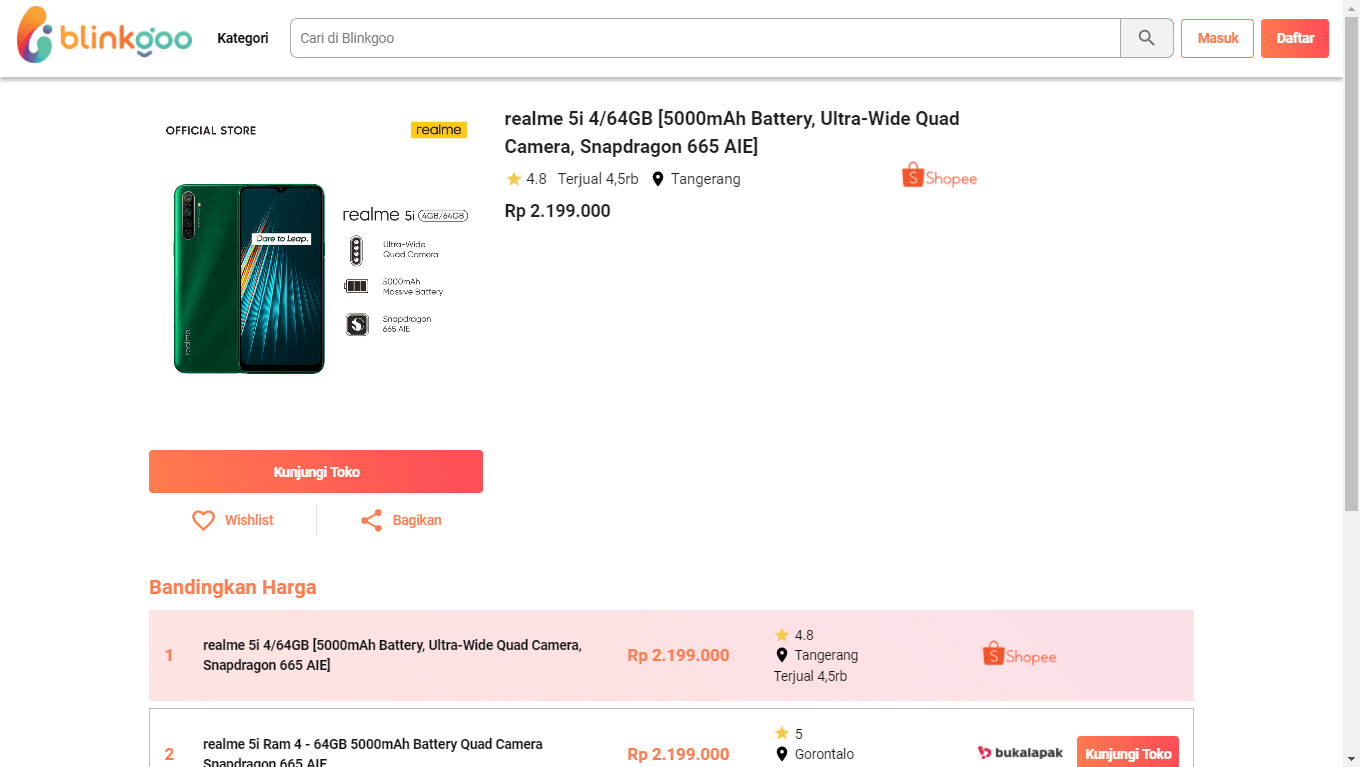 blinkgoo
Kategori
Cari di Blinkgoo
Masuk
Daftar
OFFICIAL STORE
realme
realme 5i 4GB/64GB
Dare to Leap.
Ultra-Wide
Quad Camera
5000mAh
Massive Battery
Snapdragon
665 AIE
realme
realme 5i 4/64GB [5000mAh Battery, Ultra-Wide Quad
Camera, Snapdragon 665 AIE]
4.8 Terjual 4,5rb Tangerang
Shopee
Rp 2.199.000
Kunjungi Toko
Wishlist
Bagikan
Bandingkan Harga
1
realme 5i 4/64GB [5000mAh Battery, Ultra-Wide Quad Camera,
Snapdragon 665 AIE]
Rp 2.199.000
4.8
Tangerang
Terjual 4,5rb
Shopee
2
realme 5i Ram 4 - 64GB 5000mAh Battery Quad Camera
Snapdragon 665 AIE
Rp 2.199.000
5
Gorontalo
bukalapak
Kunjungi Toko